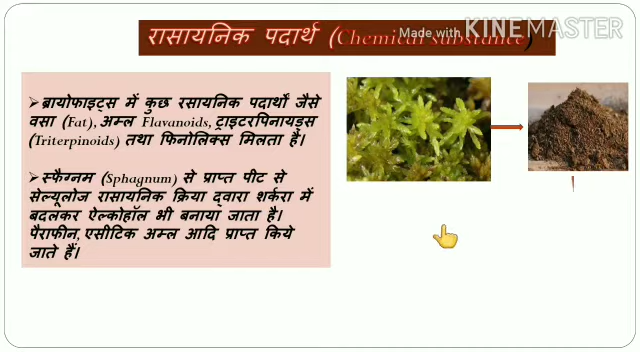 रासायनिक पदार्थ (Chemical substance)
Made with KINEMASTER
➢ब्रायोफाइट्स में कुछ रसायनिक पदार्थों जैसे
वसा (Fat), अम्ल Flavanoids, ट्राइटरपिनायड्स
(Triterpinoids) तथा फिनोलिक्स मिलता है।
➢स्फैग्नम (Sphagnum) से प्राप्त पीट से
सेल्यूलोज रासायनिक क्रिया द्वारा शर्करा में
बदलकर ऐल्कोहॉल भी बनाया जाता है।
पैराफीन, एसीटिक अम्ल आदि प्राप्त किये
जाते हैं।